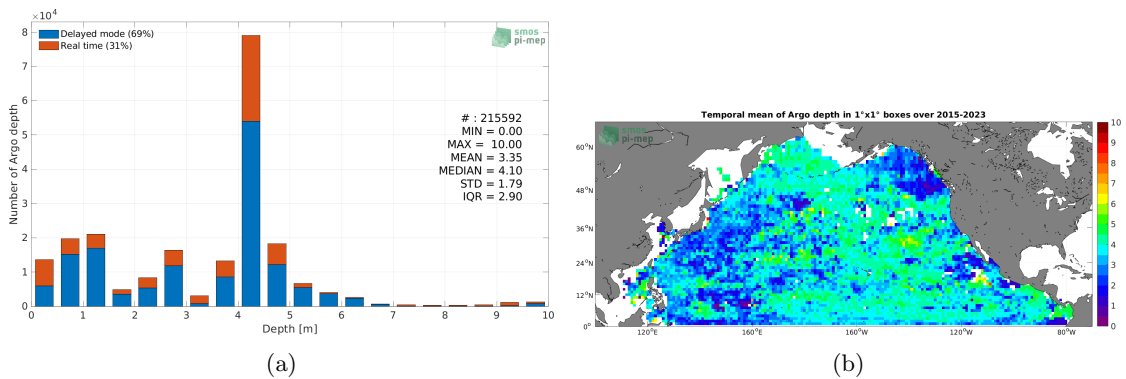 ×10^4
8
7
6
5
4
3
2
1
0
Number of Argo depth
Delayed mode (69%)
Real time (31%)
smos
pi-mep
# : 215592
MIN = 0.00
MAX = 10.00
MEAN = 3.35
MEDIAN = 4.10
STD = 1.79
IQR = 2.90
0 1 2 3 4 5 6 7 8 9 10
Depth [m]
(a)
Temporal mean of Argo depth in 1°x1° boxes over 2015-2023
smos
pi-mep
60°N
48°N
36°N
24°N
12°N
0°
120°E 160°E 160°W 120°W 80°W
10
9
8
7
6
5
4
3
2
1
0
(b)